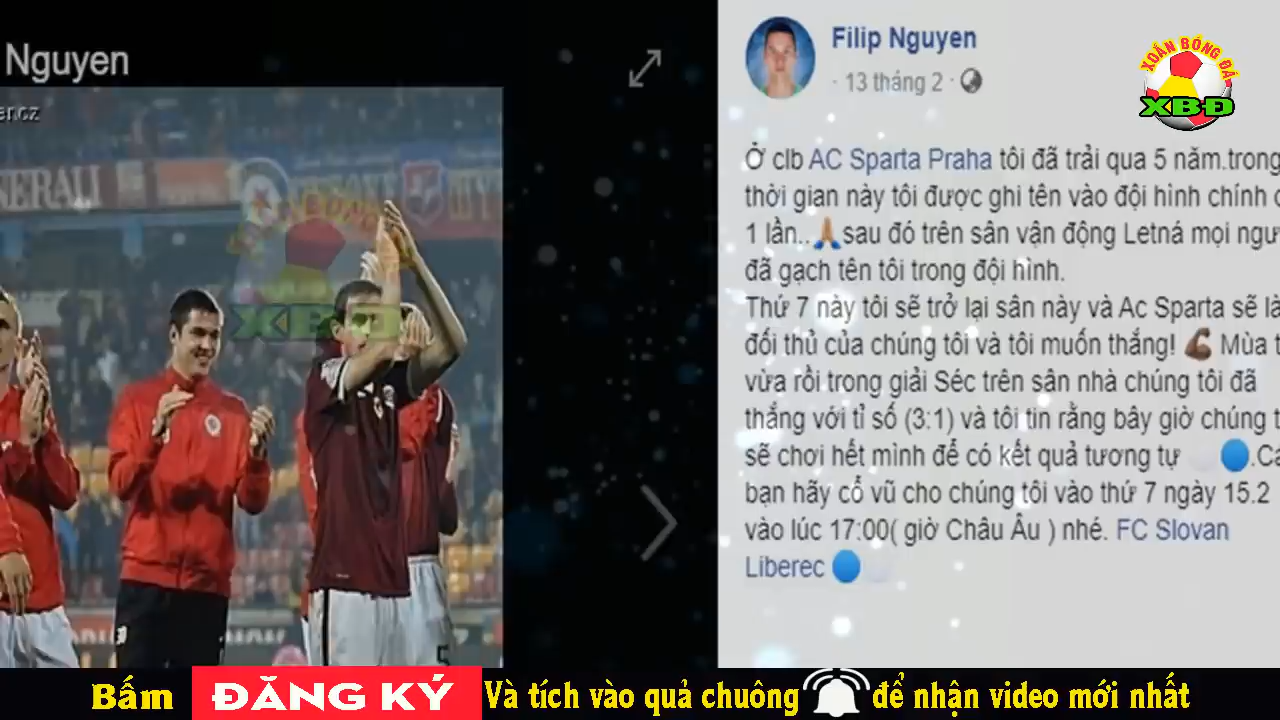 Nguyen
Filip Nguyen
13 tháng 2
XOẮN BÓNG ĐÁ
XBĐ
Ở clb AC Sparta Praha tôi đã trải qua 5 năm.trong
thời gian này tôi được ghi tên vào đội hình chính
1 lần..🙏sau đó trên sân vận động Letná mọi
đã gạch tên tôi trong đội hình.
Thứ 7 này tôi sẽ trở lại sân này và Ac Sparta sẽ
đối thủ của chúng tôi và tôi muốn thắng! 💪🏿 Mùa
vừa rồi trong giải Séc trên sân nhà chúng tôi đã
thắng với tỉ số (3:1) và tôi tin rằng bây giờ chúng
sẽ chơi hết mình để có kết quả tương tự ⚪🔵.
bạn hãy cổ vũ cho chúng tôi vào thứ 7 ngày 15.2
vào lúc 17:00( giờ Châu Âu ) nhé. FC Slovan
Liberec 🔵⚪
XBĐ
Bấm ĐĂNG KÝ Và tích vào quả chuông để nhận video mới nhất